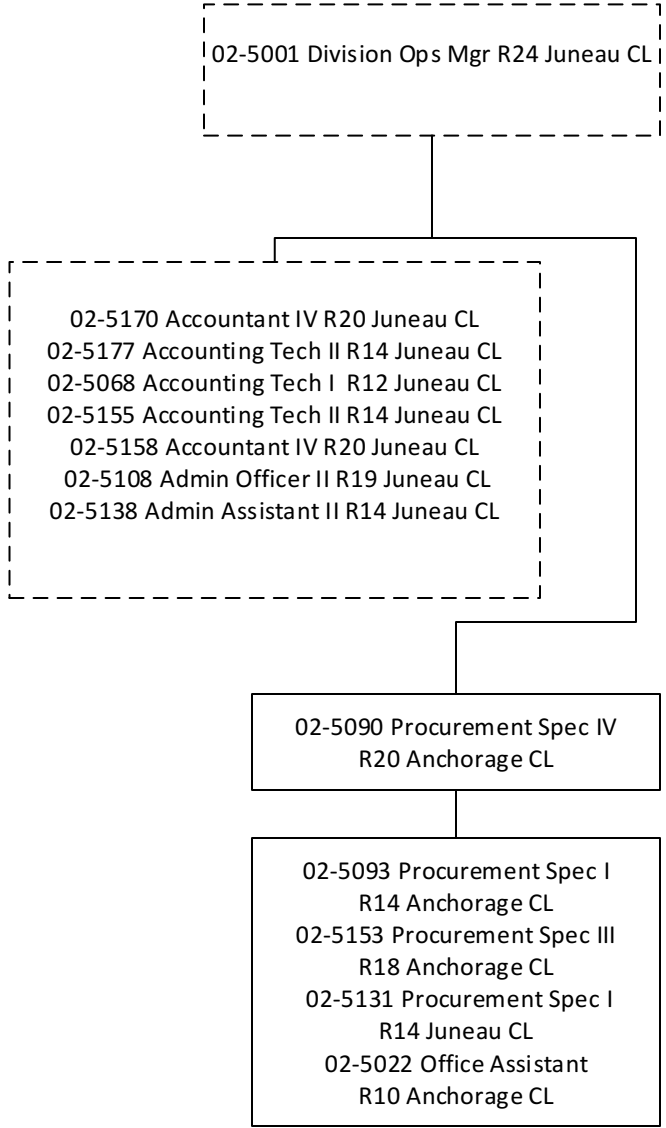 02-5001 Division Ops Mgr R24 Juneau CL
02-5170 Accountant IV R20 Juneau CL
02-5177 Accounting Tech II R14 Juneau CL
02-5068 Accounting Tech I  R12 Juneau CL
02-5155 Accounting Tech II R14 Juneau CL
02-5158 Accountant IV R20 Juneau CL
02-5108 Admin Officer II R19 Juneau CL
02-5138 Admin Assistant II R14 Juneau CL
02-5090 Procurement Spec IV
R20 Anchorage CL
02-5093 Procurement Spec I
R14 Anchorage CL
02-5153 Procurement Spec III
R18 Anchorage CL
02-5131 Procurement Spec I
R14 Juneau CL
02-5022 Office Assistant
R10 Anchorage CL